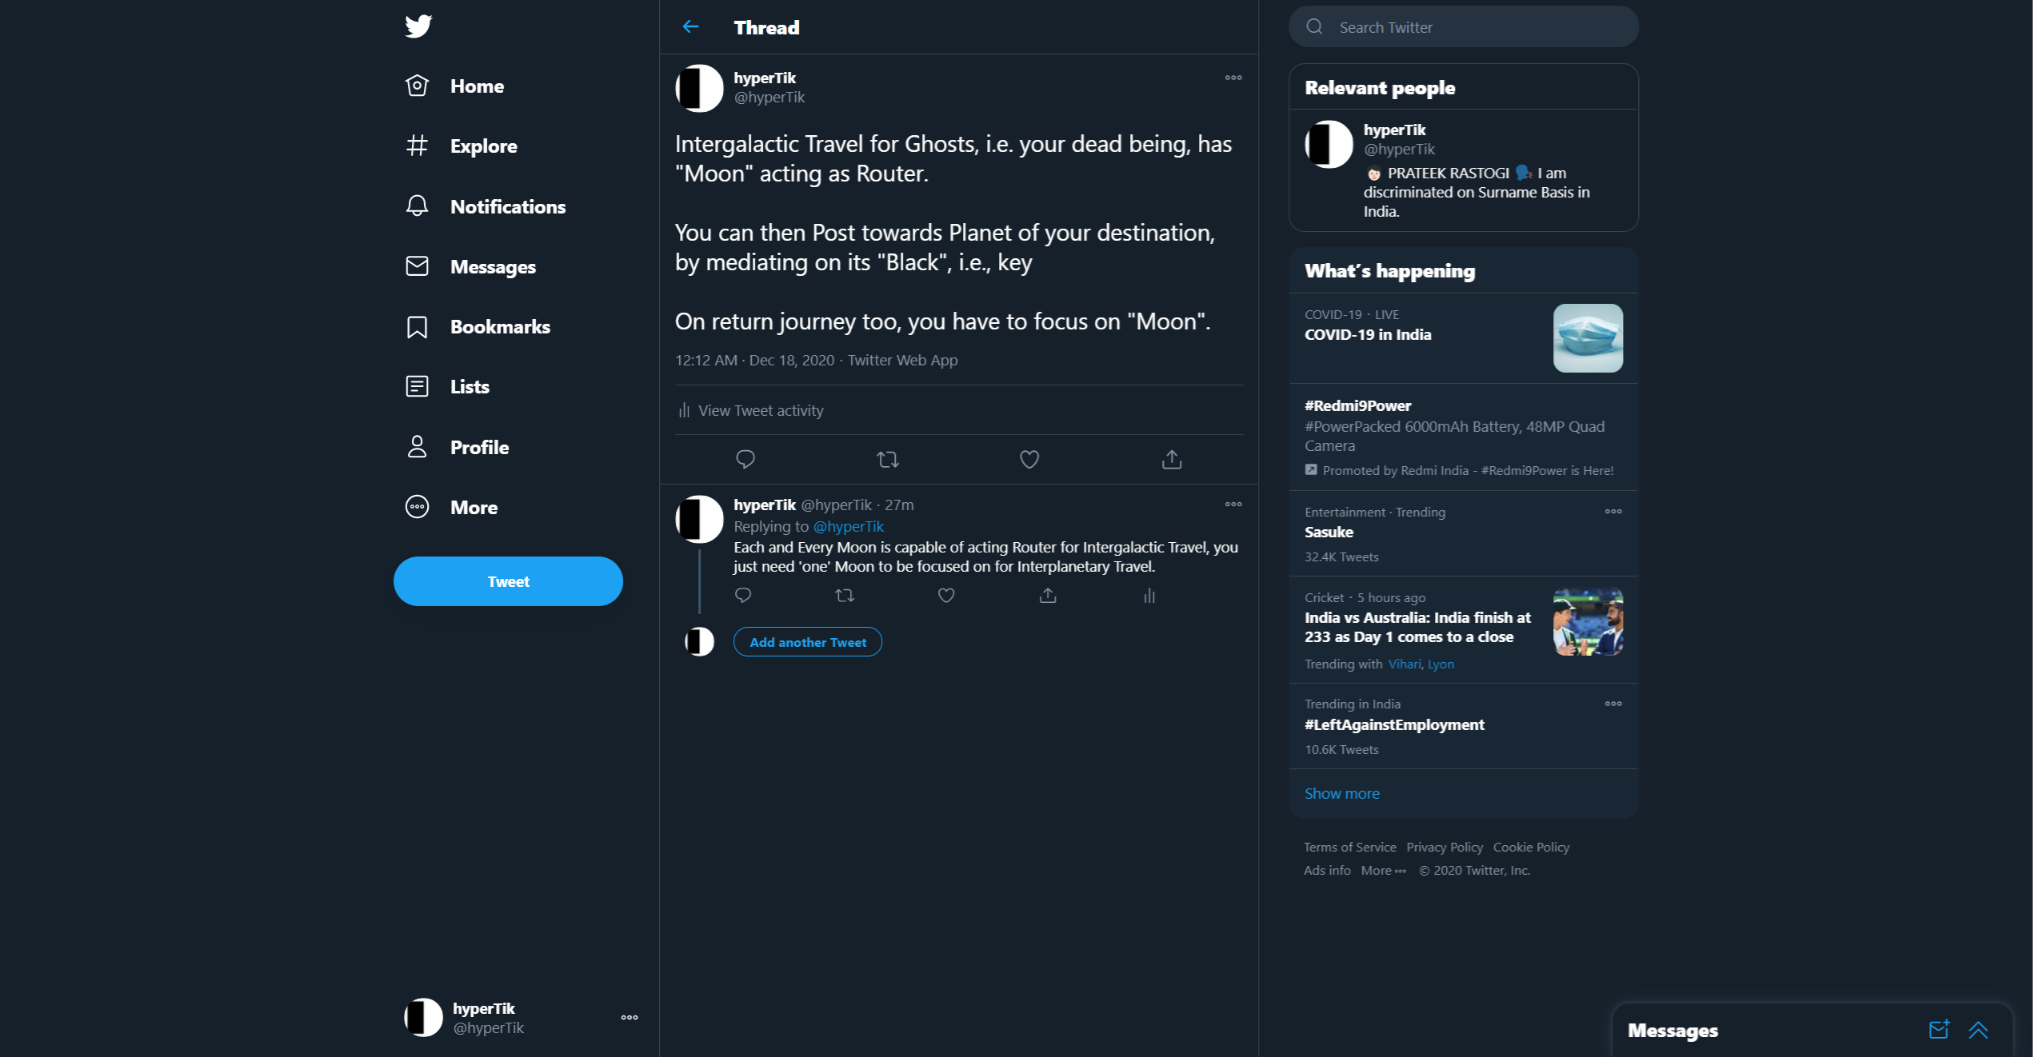 Home
Explore
Notifications
Messages
Bookmarks
Lists
Profile
More
Tweet
hyperTik
@hyperTik
Thread
hyperTik
@hyperTik
Intergalactic Travel for Ghosts, i.e. your dead being, has
"Moon" acting as Router.
You can then Post towards Planet of your destination,
by mediating on its "Black", i.e., key
On return journey too, you have to focus on "Moon".
12:12 AM · Dec 18, 2020 · Twitter Web App
View Tweet activity
hyperTik @hyperTik · 27m
Replying to @hyperTik
Each and Every Moon is capable of acting Router for Intergalactic Travel, you
just need 'one' Moon to be focused on for Interplanetary Travel.
Add another Tweet
Search Twitter
Relevant people
hyperTik
@hyperTik
PRATEEK RASTOGI I am
discriminated on Surname Basis in
India.
What's happening
COVID-19 · LIVE
COVID-19 in India
#Redmi9Power
#PowerPacked 6000mAh Battery, 48MP Quad
Camera
Promoted by Redmi India - #Redmi9Power is Here!
Entertainment · Trending
Sasuke
32.4K Tweets
Cricket · 5 hours ago
India vs Australia: India finish at
233 as Day 1 comes to a close
Trending with Vihari, Lyon
Trending in India
#LeftAgainstEmployment
10.6K Tweets
Show more
Terms of Service Privacy Policy Cookie Policy
Ads info More ··· © 2020 Twitter, Inc.
Messages